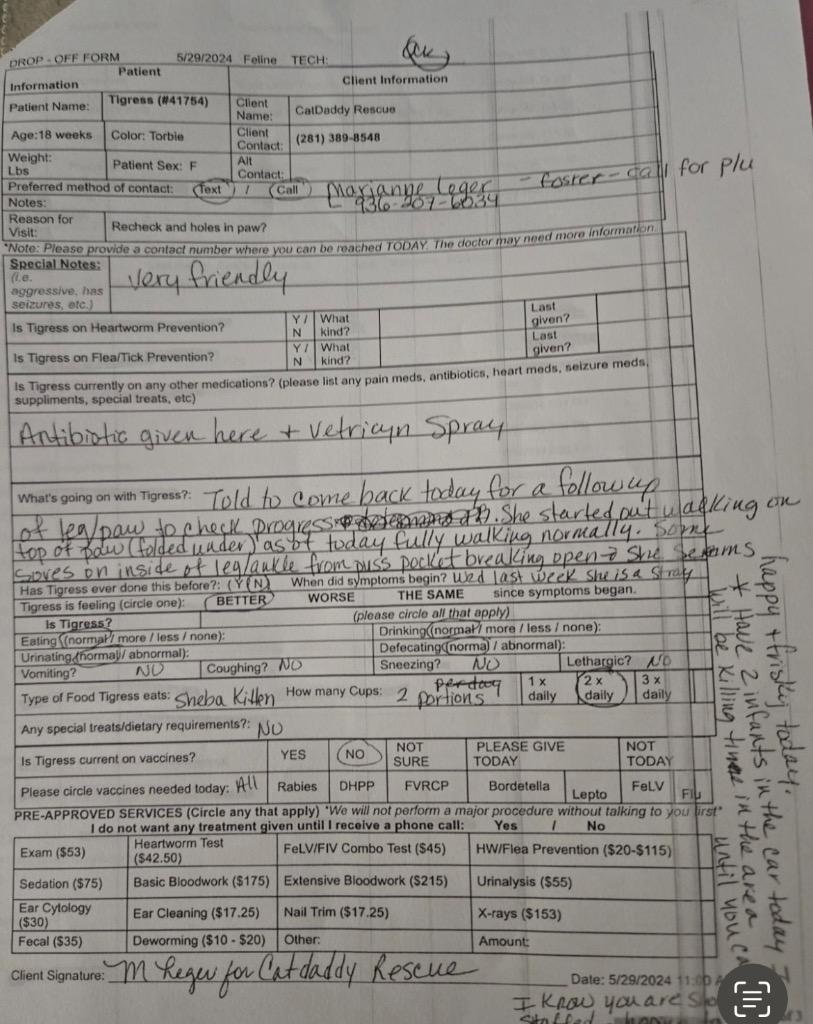 DROP - OFF FORM 5/29/2024 Feline TECH:
Patient Information Client Information
Patient Name: Tigress (#41754) Client Name: CatDaddy Rescue
Age:18 weeks Color: Torbie Client Contact: (281) 389-8548
Weight: Lbs Patient Sex: F Alt Contact:
Preferred method of contact: Text / Call Marianne Leger - foster - call for p/u
Notes: 936-207-6034
Reason for Visit: Recheck and holes in paw?
*Note: Please provide a contact number where you can be reached TODAY. The doctor may need more information.
Special Notes: (i.e. aggressive, has seizures, etc.) Very friendly
Is Tigress on Heartworm Prevention? Y / N What kind? Last given?
Is Tigress on Flea/Tick Prevention? Y / N What kind? Last given?
Is Tigress currently on any other medications? (please list any pain meds, antibiotics, heart meds, seizure meds,
suppliments, special treats, etc)
Antibiotic given here + Vetricyn Spray
What's going on with Tigress?: Told to come back today for a followup
of leg/paw to check progress. She started out walking on
top of paw (folded under) as of today fully walking normally. Some
sores on inside of leg/ankle from puss pocket breaking open → She seems
happy + frisky today.
Has Tigress ever done this before?: (Y/N) When did symptoms begin? Wed last week she is a stray
Tigress is feeling (circle one): BETTER WORSE THE SAME since symptoms began.
Is Tigress? (please circle all that apply)
Eating (normal / more / less / none): Drinking (normal / more / less / none):
Urinating (normal / abnormal): Defecating (normal / abnormal):
Vomiting? NO Coughing? NO Sneezing? NO Lethargic? NO
Type of Food Tigress eats: Sheba Kitten How many Cups: 2 portions per day 1 x daily 2 x daily 3 x daily
Any special treats/dietary requirements?: NO
Is Tigress current on vaccines? YES NO NOT SURE PLEASE GIVE TODAY NOT TODAY
Please circle vaccines needed today: All Rabies DHPP FVRCP Bordetella Lepto FeLV Flu
PRE-APPROVED SERVICES (Circle any that apply) *We will not perform a major procedure without talking to you first*
I do not want any treatment given until I receive a phone call: Yes / No
Exam ($53) Heartworm Test ($42.50) FeLV/FIV Combo Test ($45) HW/Flea Prevention ($20-$115)
Sedation ($75) Basic Bloodwork ($175) Extensive Bloodwork ($215) Urinalysis ($55)
Ear Cytology ($30) Ear Cleaning ($17.25) Nail Trim ($17.25) X-rays ($153)
Fecal ($35) Deworming ($10 - $20) Other: Amount:
Client Signature: M Leger for Catdaddy Rescue Date: 5/29/2024 11:00 A
* Have 2 infants in the car today I
will be killing time in the area
until you ca
I know you are